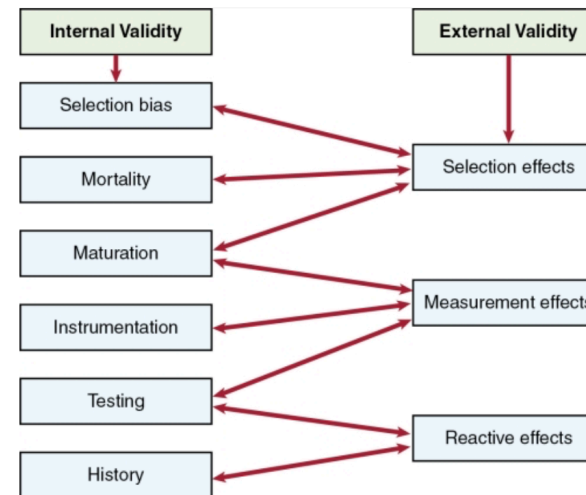 Internal Validity
External Validity
Selection bias
Selection effects
Mortality
Maturation
Measurement effects
Instrumentation
Testing
Reactive effects
History